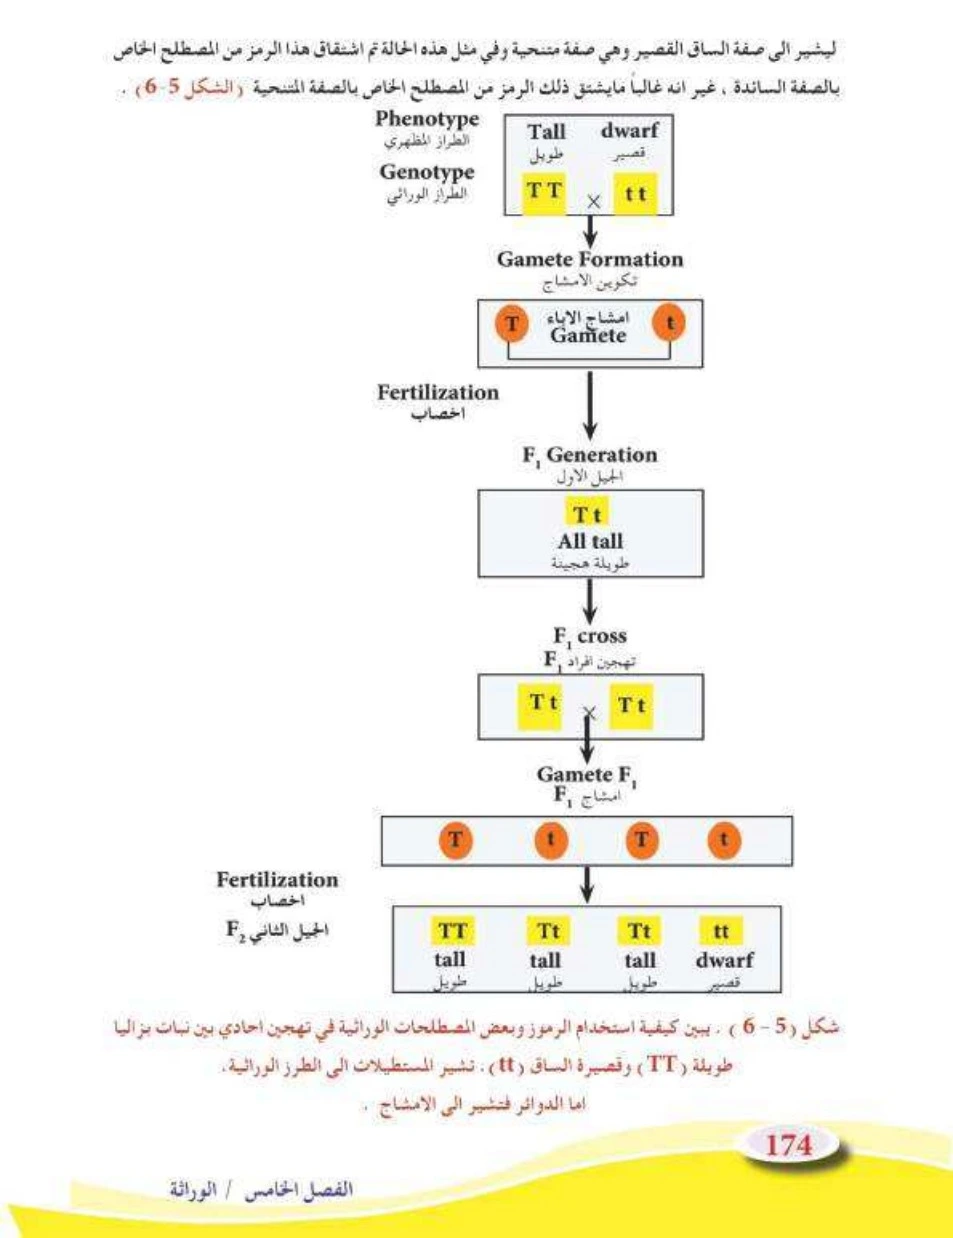 ليشير الى صفة الساق القصير وهي صفة متنحية وفي مثل هذه الحالة تم اشتقاق هذا الرمز من المصطلح الخاص
بالصفة السائدة ، غير انه غالباً مايشتق ذلك الرمز من المصطلح الخاص بالصفة المتنحية ( الشكل 5-6 ) .
Phenotype
الطراز المظهري
Tall dwarf
طويل قصير
Genotype
الطراز الوراثي
T T × t t
Gamete Formation
تكوين الامشاج
T امشاج الاباء t
Gamete
Fertilization
اخصاب
F₁ Generation
الجيل الاول
T t
All tall
طويلة هجينة
F₁ cross
تهجين افراد F₁
T t × T t
Gamete F₁
امشاج F₁
T t T t
Fertilization
اخصاب
الجيل الثاني F₂
TT Tt Tt tt
tall tall tall dwarf
طويل طويل طويل قصير
شكل ( 5 - 6 ) . يبين كيفية استخدام الرموز وبعض المصطلحات الوراثية في تهجين احادي بين نبات بزاليا
طويلة ( TT ) وقصيرة الساق ( tt ) . تشير المستطيلات الى الطرز الوراثية.
اما الدوائر فتشير الى الامشاج .
174
الفصل الخامس / الوراثة